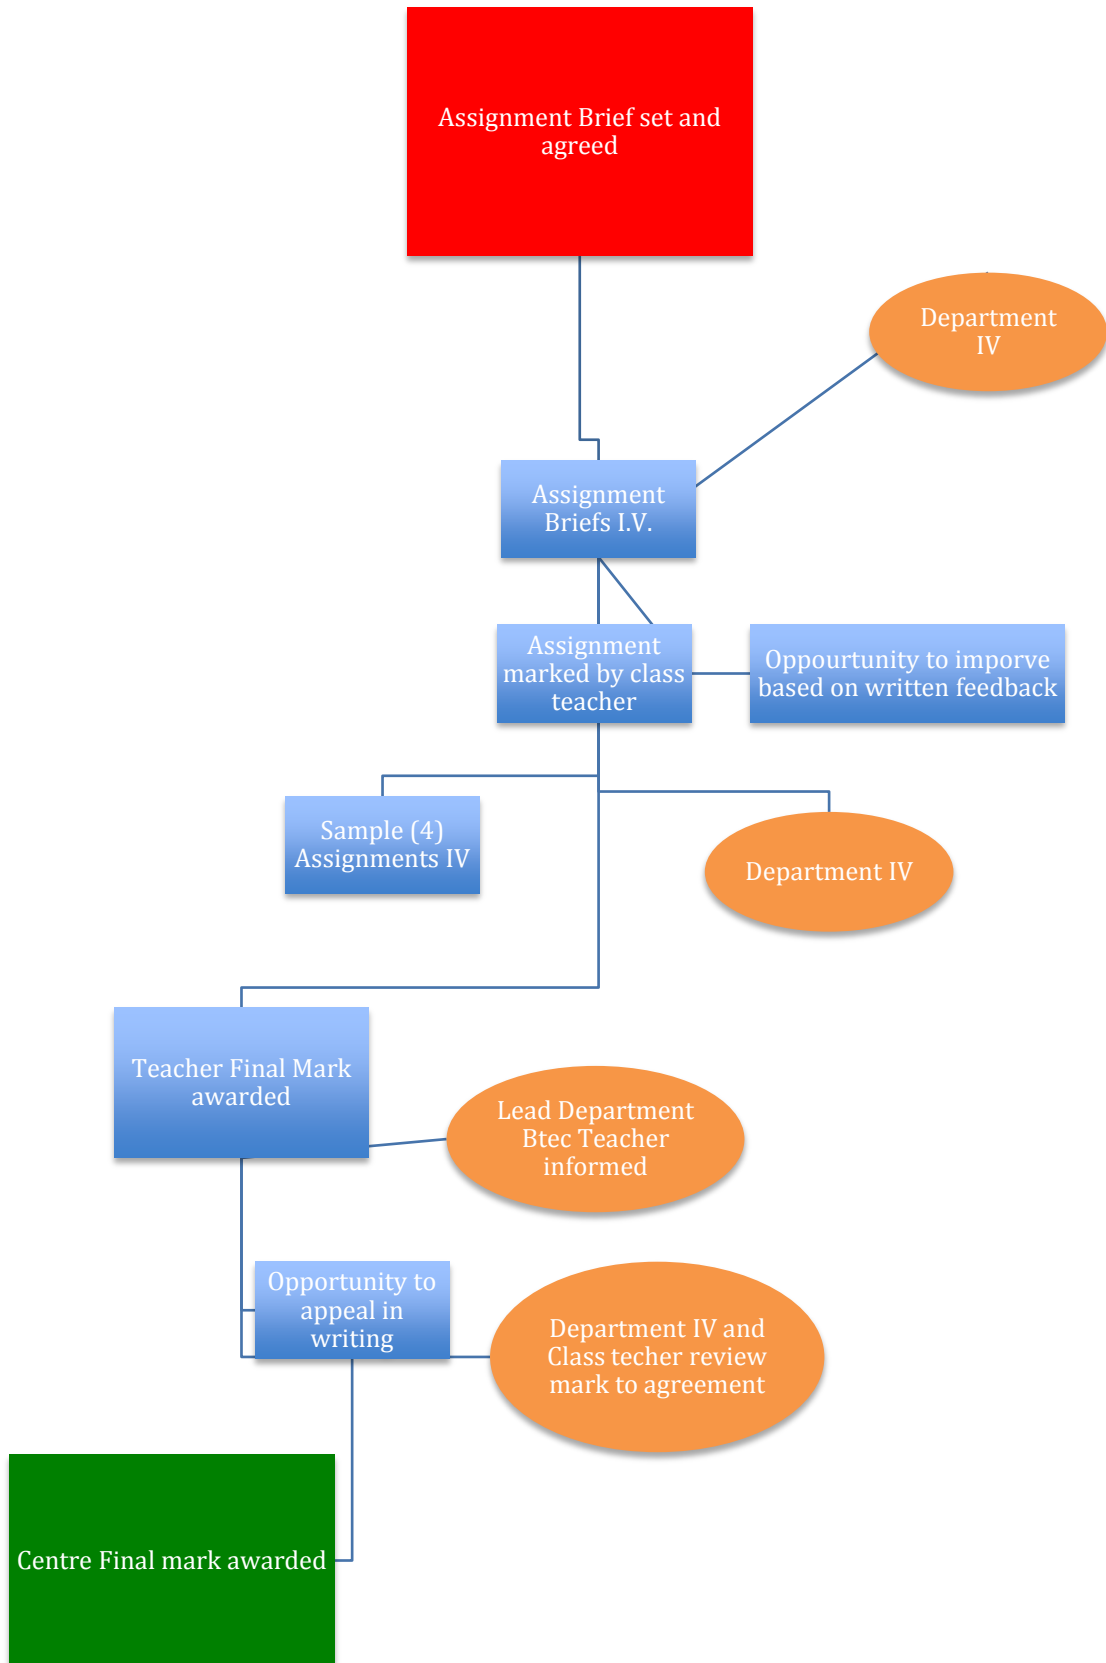 Assignment Brief set and
agreed
Department
IV
Assignment
Briefs I.V.
Assignment
marked by class
teacher
Oppourtunity to imporve
based on written feedback
Sample (4)
Assignments IV
Department IV
Teacher Final Mark
awarded
Lead Department
Btec Teacher
informed
Opportunity to
appeal in
writing
Department IV and
Class techer review
mark to agreement
Centre Final mark awarded